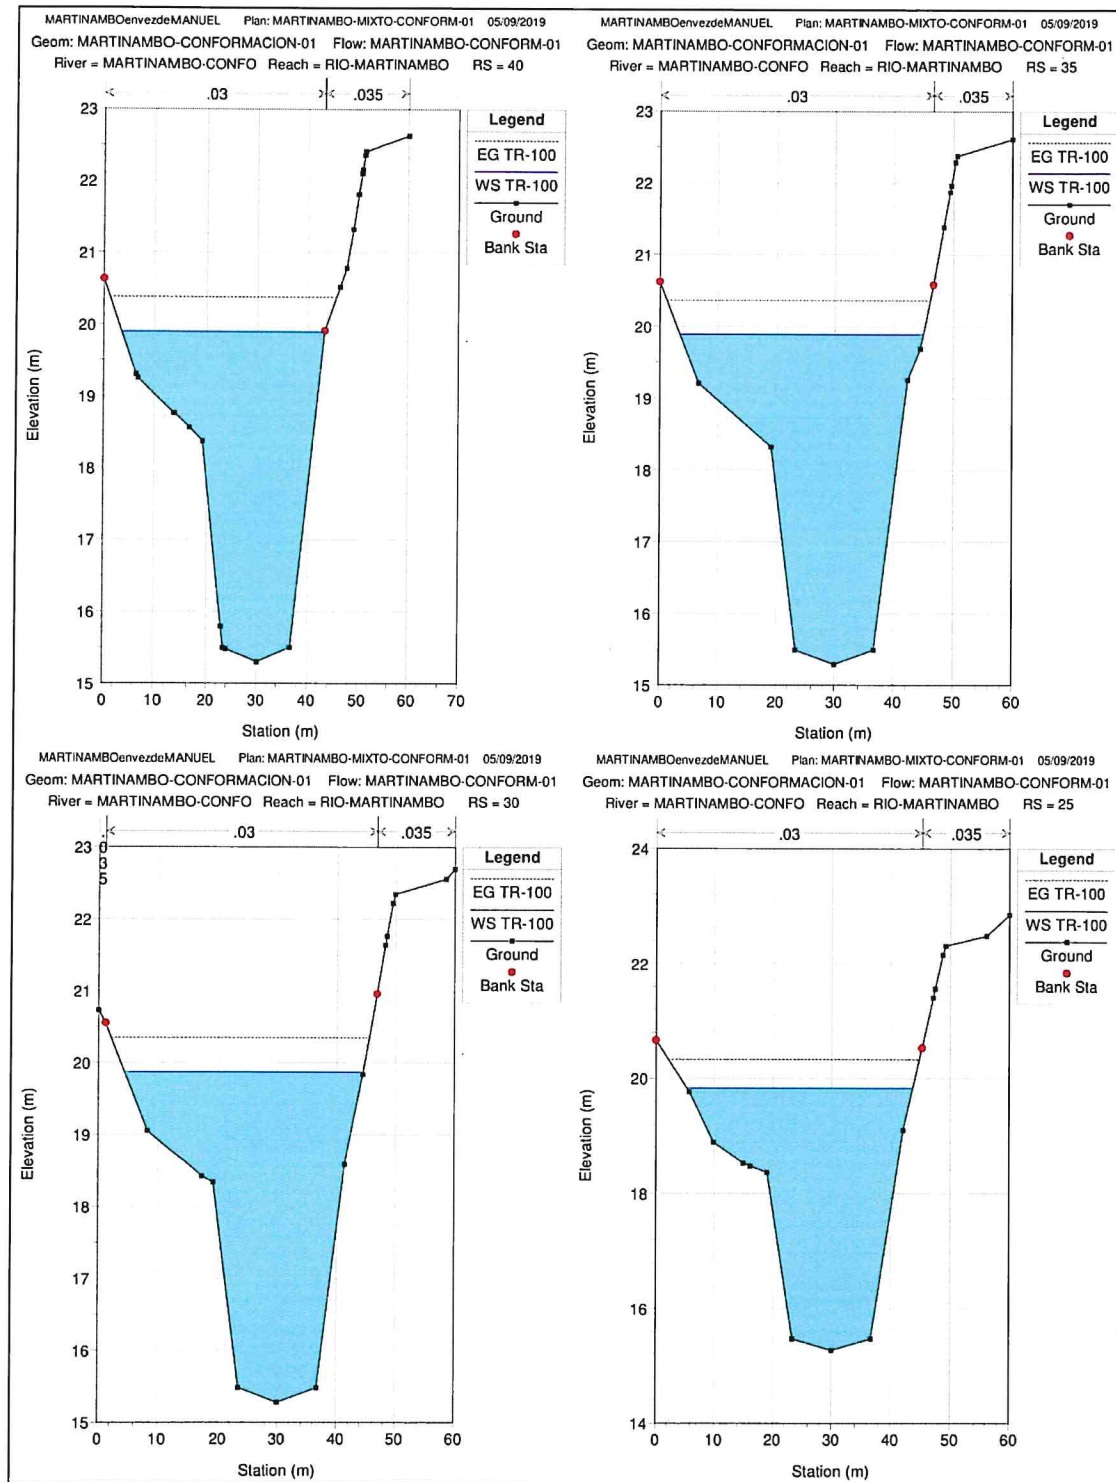 MARTINAMBOenvezdeMANUEL Plan: MARTINAMBO-MIXTO-CONFORM-01 05/09/2019
Geom: MARTINAMBO-CONFORMACION-01 Flow: MARTINAMBO-CONFORM-01
River = MARTINAMBO-CONFO Reach = RIO-MARTINAMBO RS = 40
.03 .035
Legend
EG TR-100
WS TR-100
Ground
Bank Sta
23
22
21
20
19
18
17
16
15
Elevation (m)
0 10 20 30 40 50 60 70
Station (m)
MARTINAMBOenvezdeMANUEL Plan: MARTINAMBO-MIXTO-CONFORM-01 05/09/2019
Geom: MARTINAMBO-CONFORMACION-01 Flow: MARTINAMBO-CONFORM-01
River = MARTINAMBO-CONFO Reach = RIO-MARTINAMBO RS = 35
.03 .035
Legend
EG TR-100
WS TR-100
Ground
Bank Sta
23
22
21
20
19
18
17
16
15
Elevation (m)
0 10 20 30 40 50 60
Station (m)
MARTINAMBOenvezdeMANUEL Plan: MARTINAMBO-MIXTO-CONFORM-01 05/09/2019
Geom: MARTINAMBO-CONFORMACION-01 Flow: MARTINAMBO-CONFORM-01
River = MARTINAMBO-CONFO Reach = RIO-MARTINAMBO RS = 30
.035 .03 .035
Legend
EG TR-100
WS TR-100
Ground
Bank Sta
23
22
21
20
19
18
17
16
15
Elevation (m)
0 10 20 30 40 50 60
Station (m)
MARTINAMBOenvezdeMANUEL Plan: MARTINAMBO-MIXTO-CONFORM-01 05/09/2019
Geom: MARTINAMBO-CONFORMACION-01 Flow: MARTINAMBO-CONFORM-01
River = MARTINAMBO-CONFO Reach = RIO-MARTINAMBO RS = 25
.03 .035
Legend
EG TR-100
WS TR-100
Ground
Bank Sta
24
22
20
18
16
14
Elevation (m)
0 10 20 30 40 50 60
Station (m)